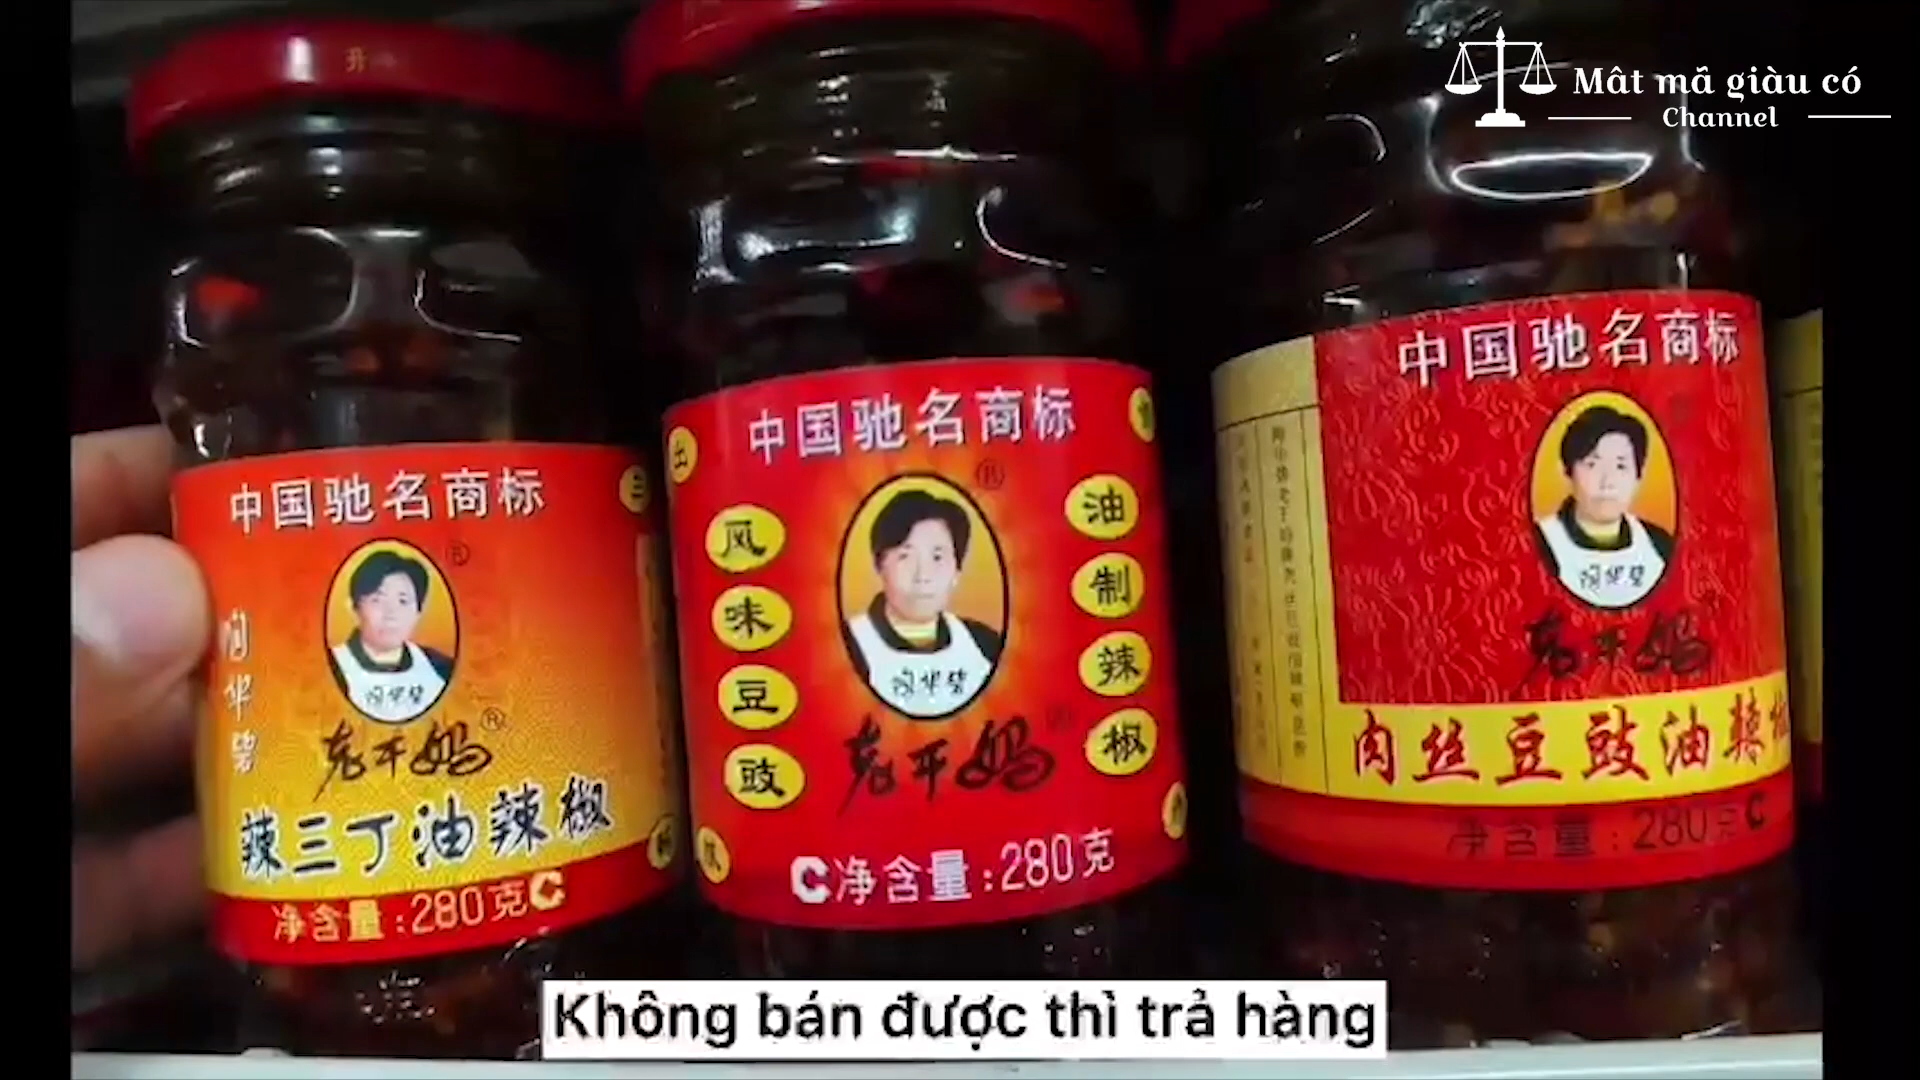 Mật mã giàu có
Channel
中国驰名商标
老干妈
辣三丁油辣椒
净含量:280克
中国驰名商标
风味豆豉
油制辣椒
陶华碧
老干妈
净含量:280克
中国驰名商标
陶华碧
老干妈
肉丝豆豉油辣椒
净含量:280克
Không bán được thì trả hàng